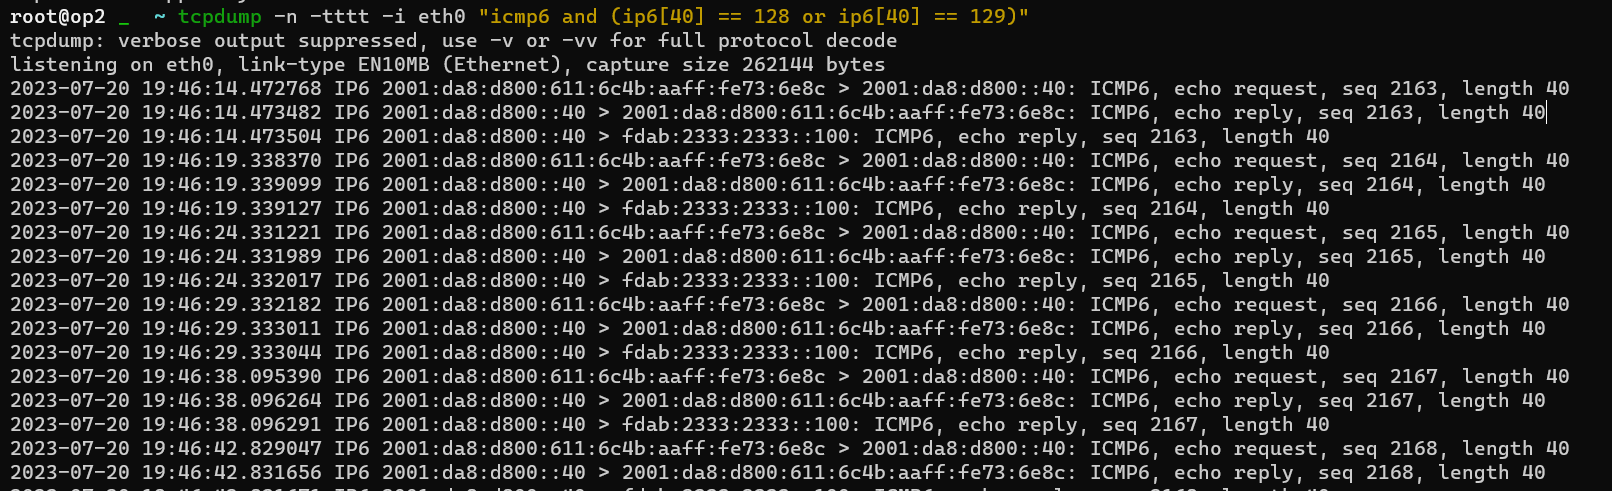 root@op2 _ ~ tcpdump -n -tttt -i eth0 "icmp6 and (ip6[40] == 128 or ip6[40] == 129)"
tcpdump: verbose output suppressed, use -v or -vv for full protocol decode
listening on eth0, link-type EN10MB (Ethernet), capture size 262144 bytes
2023-07-20 19:46:14.472768 IP6 2001:da8:d800:611:6c4b:aaff:fe73:6e8c > 2001:da8:d800::40: ICMP6, echo request, seq 2163, length 40
2023-07-20 19:46:14.473482 IP6 2001:da8:d800::40 > 2001:da8:d800:611:6c4b:aaff:fe73:6e8c: ICMP6, echo reply, seq 2163, length 40
2023-07-20 19:46:14.473504 IP6 2001:da8:d800::40 > fdab:2333:2333::100: ICMP6, echo reply, seq 2163, length 40
2023-07-20 19:46:19.338370 IP6 2001:da8:d800:611:6c4b:aaff:fe73:6e8c > 2001:da8:d800::40: ICMP6, echo request, seq 2164, length 40
2023-07-20 19:46:19.339099 IP6 2001:da8:d800::40 > 2001:da8:d800:611:6c4b:aaff:fe73:6e8c: ICMP6, echo reply, seq 2164, length 40
2023-07-20 19:46:19.339127 IP6 2001:da8:d800::40 > fdab:2333:2333::100: ICMP6, echo reply, seq 2164, length 40
2023-07-20 19:46:24.331221 IP6 2001:da8:d800:611:6c4b:aaff:fe73:6e8c > 2001:da8:d800::40: ICMP6, echo request, seq 2165, length 40
2023-07-20 19:46:24.331989 IP6 2001:da8:d800::40 > 2001:da8:d800:611:6c4b:aaff:fe73:6e8c: ICMP6, echo reply, seq 2165, length 40
2023-07-20 19:46:24.332017 IP6 2001:da8:d800::40 > fdab:2333:2333::100: ICMP6, echo reply, seq 2165, length 40
2023-07-20 19:46:29.332182 IP6 2001:da8:d800:611:6c4b:aaff:fe73:6e8c > 2001:da8:d800::40: ICMP6, echo request, seq 2166, length 40
2023-07-20 19:46:29.333011 IP6 2001:da8:d800::40 > 2001:da8:d800:611:6c4b:aaff:fe73:6e8c: ICMP6, echo reply, seq 2166, length 40
2023-07-20 19:46:29.333044 IP6 2001:da8:d800::40 > fdab:2333:2333::100: ICMP6, echo reply, seq 2166, length 40
2023-07-20 19:46:38.095390 IP6 2001:da8:d800:611:6c4b:aaff:fe73:6e8c > 2001:da8:d800::40: ICMP6, echo request, seq 2167, length 40
2023-07-20 19:46:38.096264 IP6 2001:da8:d800::40 > 2001:da8:d800:611:6c4b:aaff:fe73:6e8c: ICMP6, echo reply, seq 2167, length 40
2023-07-20 19:46:38.096291 IP6 2001:da8:d800::40 > fdab:2333:2333::100: ICMP6, echo reply, seq 2167, length 40
2023-07-20 19:46:42.829047 IP6 2001:da8:d800:611:6c4b:aaff:fe73:6e8c > 2001:da8:d800::40: ICMP6, echo request, seq 2168, length 40
2023-07-20 19:46:42.831656 IP6 2001:da8:d800::40 > 2001:da8:d800:611:6c4b:aaff:fe73:6e8c: ICMP6, echo reply, seq 2168, length 40